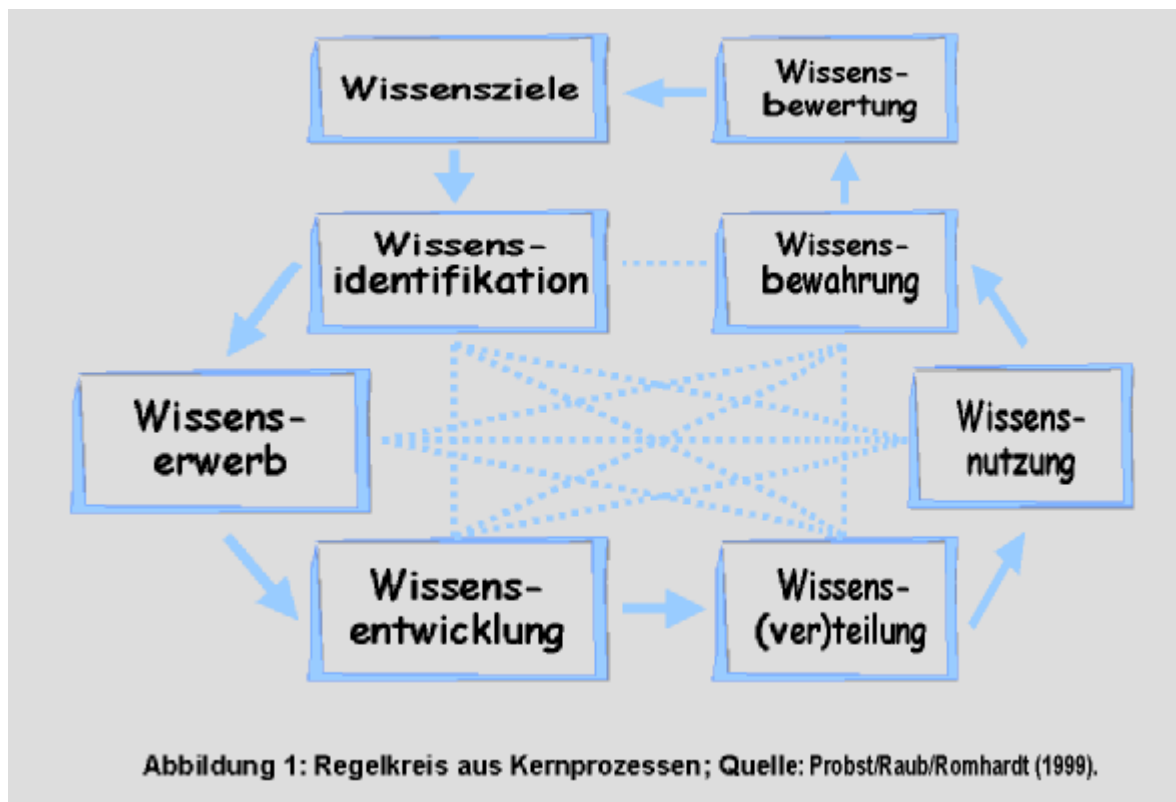 Wissensziele
Wissens-
bewertung
Wissens-
identifikation
Wissens-
bewahrung
Wissens-
erwerb
Wissens-
nutzung
Wissens-
entwicklung
Wissens-
(ver)teilung
Abbildung 1: Regelkreis aus Kernprozessen; Quelle: Probst/Raub/Romhardt (1999).